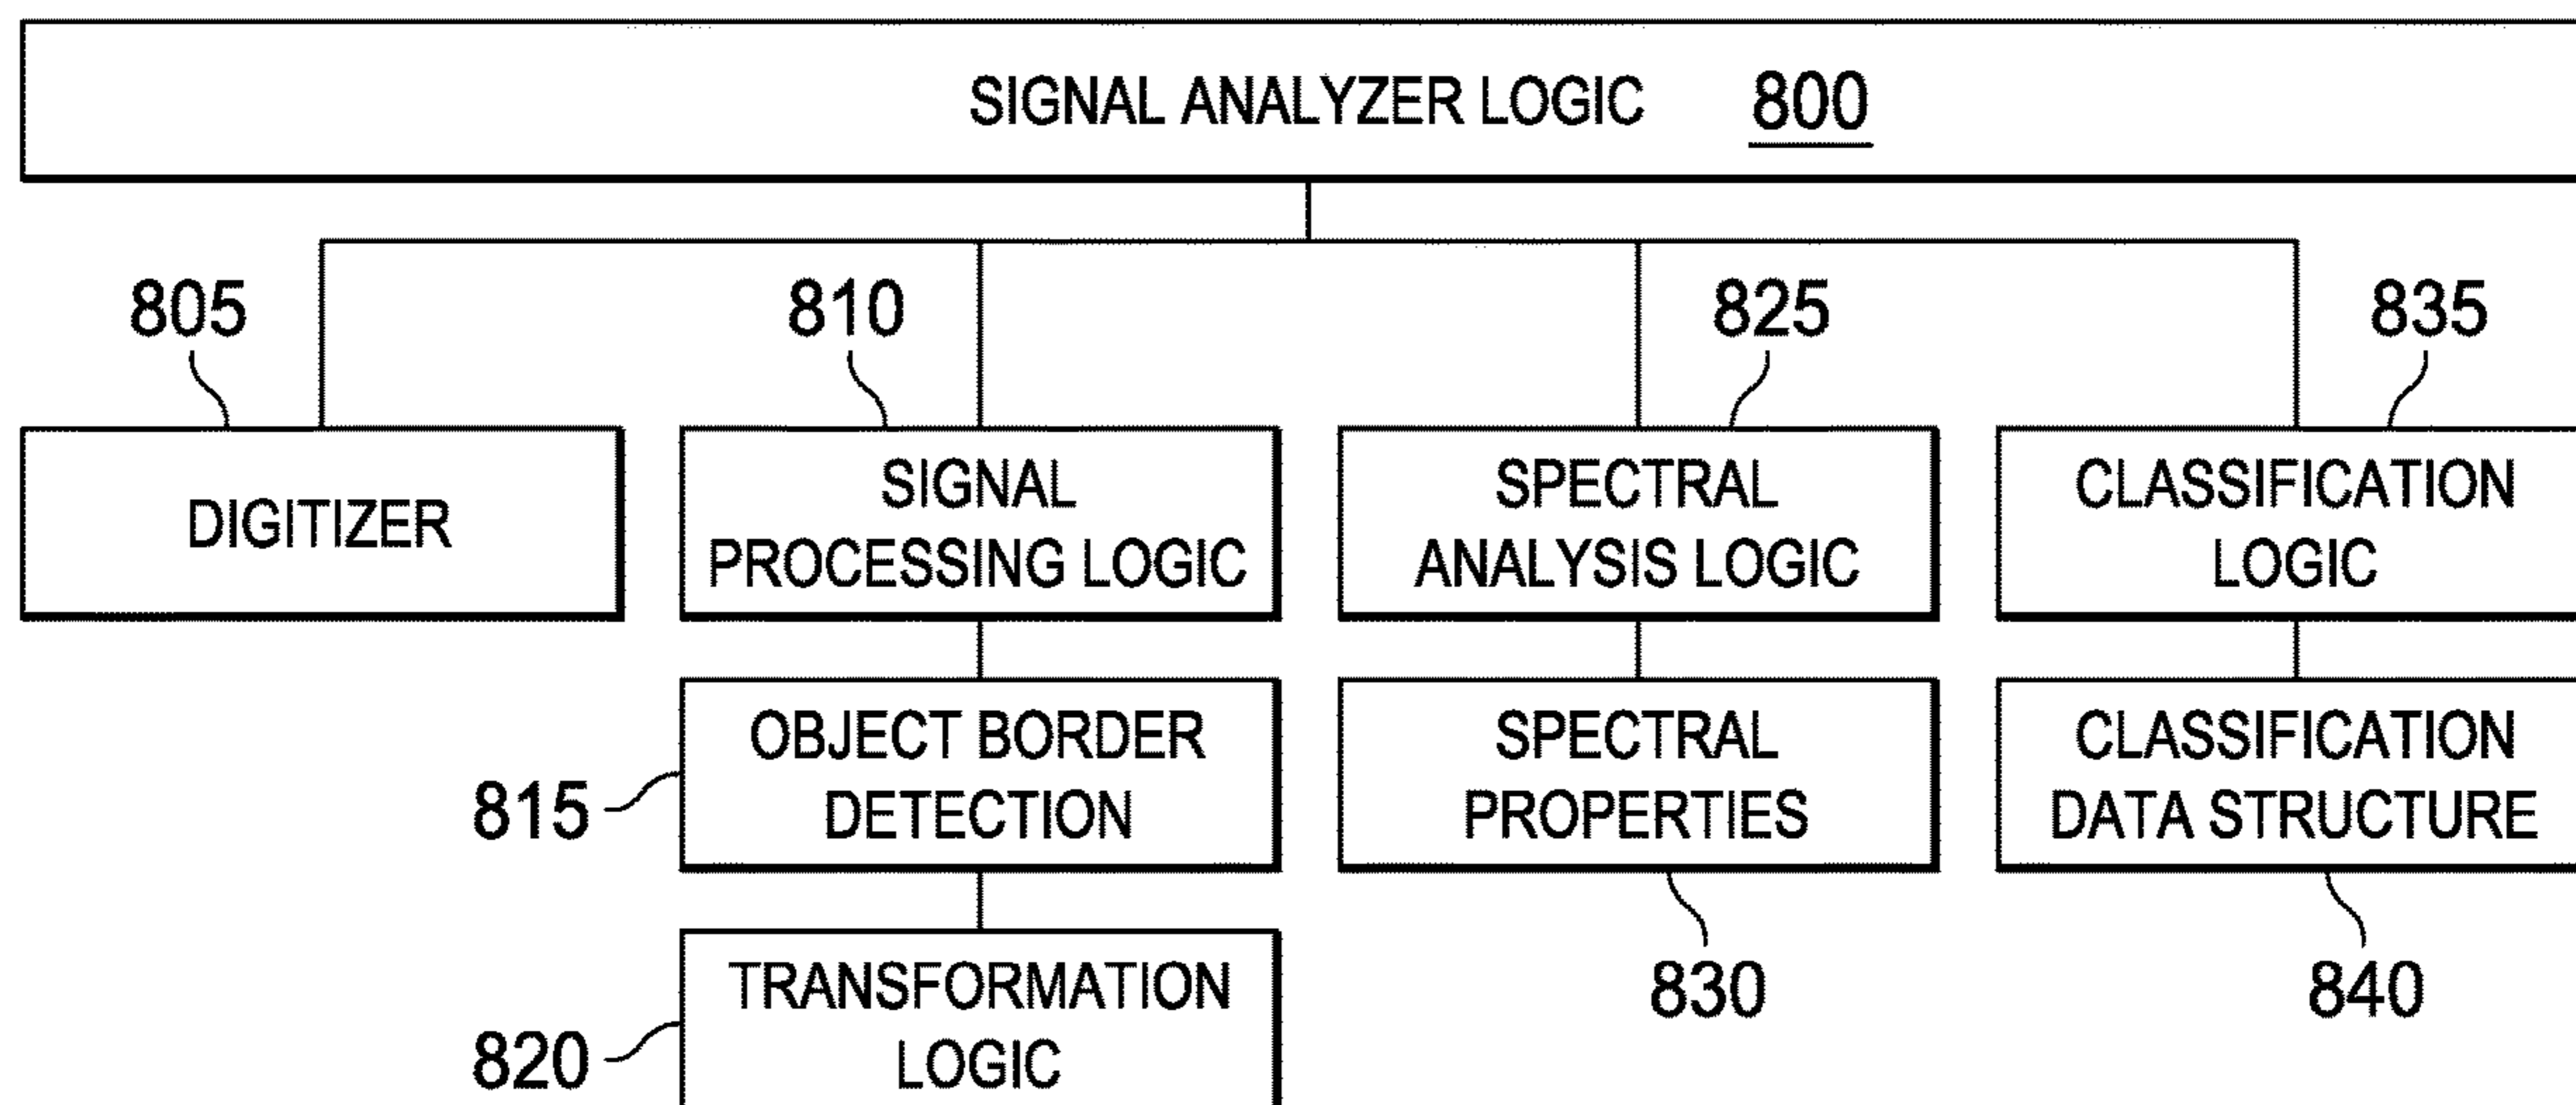 SIGNAL ANALYZER LOGIC 800
805
810
825
835
DIGITIZER
SIGNAL
PROCESSING LOGIC
SPECTRAL
ANALYSIS LOGIC
CLASSIFICATION
LOGIC
815
OBJECT BORDER
DETECTION
SPECTRAL
PROPERTIES
CLASSIFICATION
DATA STRUCTURE
820
TRANSFORMATION
LOGIC
830
840